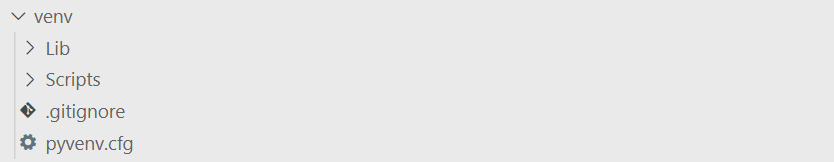 venv
Lib
Scripts
.gitignore
pyvenv.cfg